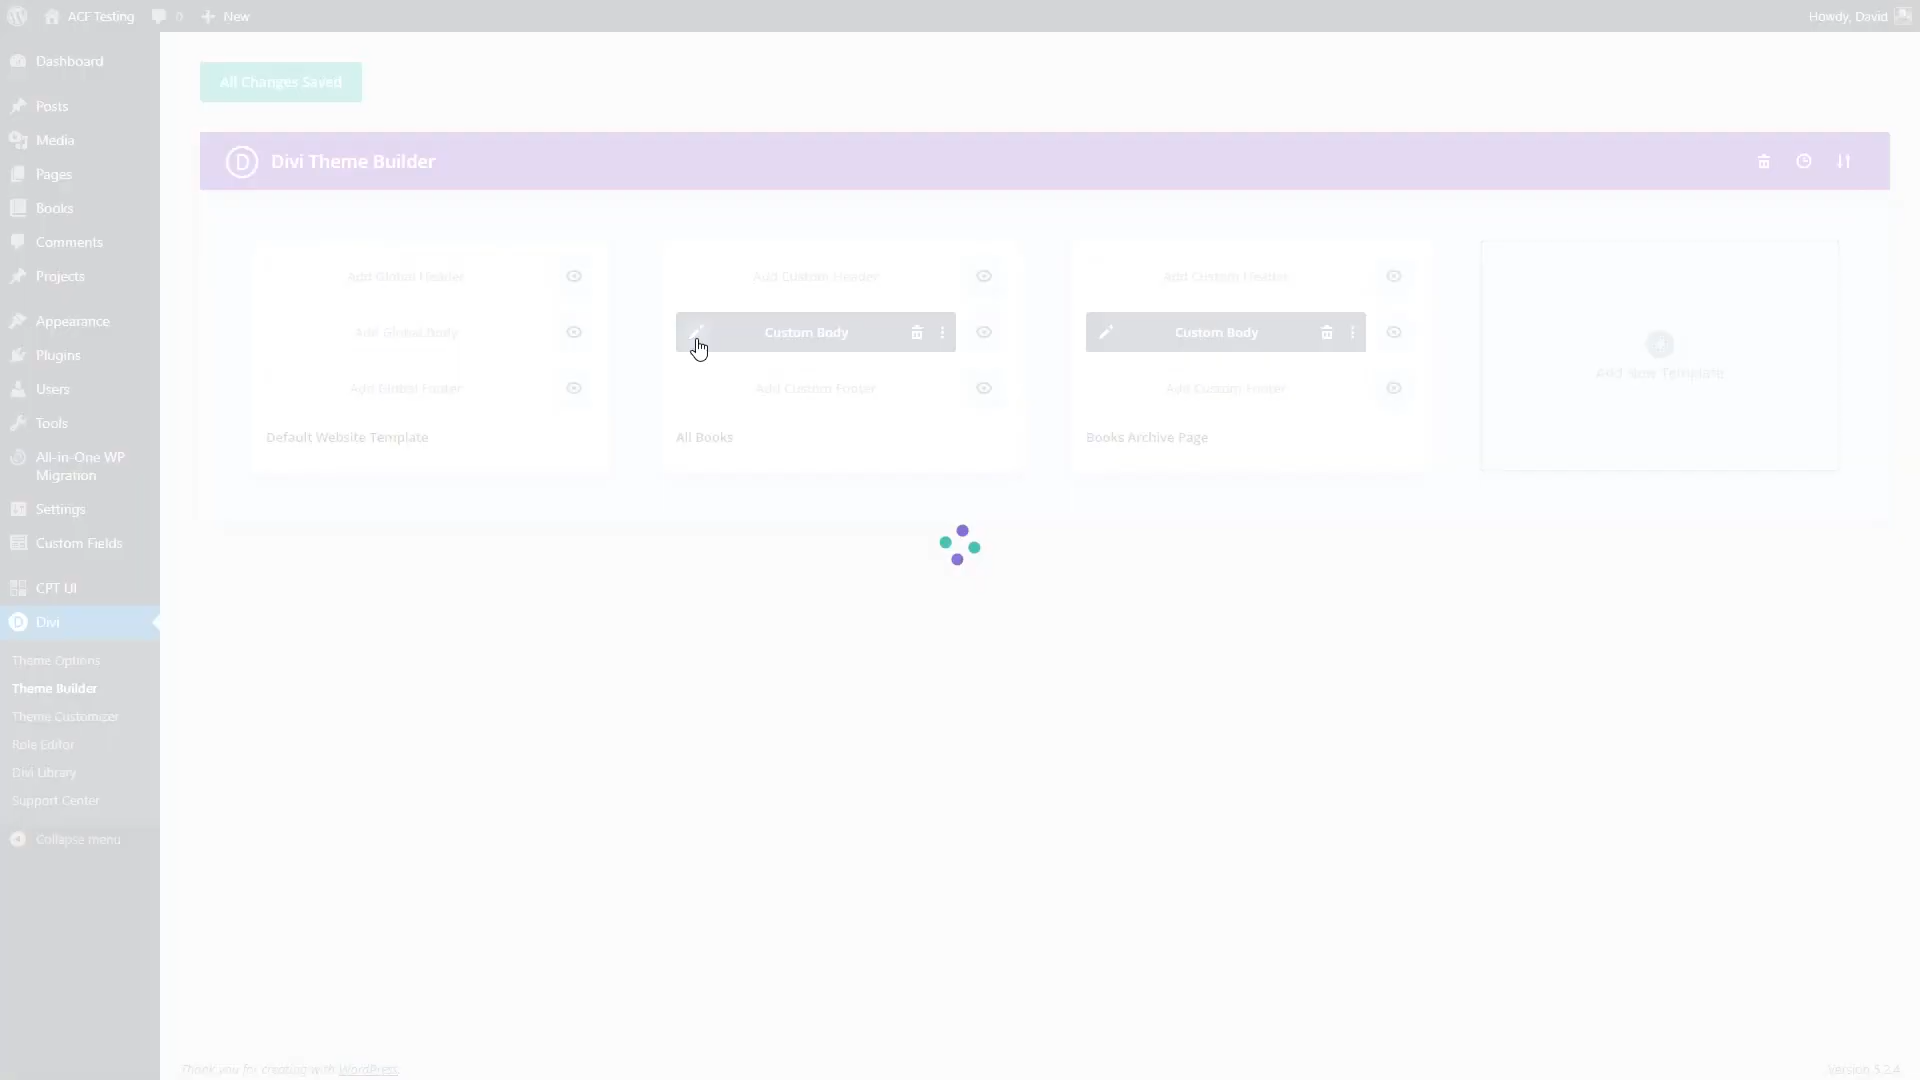 ACF Testing
0
New
Howdy, David
Dashboard
Posts
Media
Pages
Books
Comments
Projects
Appearance
Plugins
Users
Tools
All-in-One WP
Migration
Settings
Custom Fields
CPT UI
Divi
Theme Options
Theme Builder
Theme Customizer
Role Editor
Divi Library
Support Center
Collapse menu
All Changes Saved
D Divi Theme Builder
Add Global Header
Add Global Body
Add Global Footer
Default Website Template
Add Custom Header
Custom Body
Add Custom Footer
All Books
Add Custom Header
Custom Body
Add Custom Footer
Books Archive Page
Add New Template
Thank you for creating with WordPress.
Version 5.2.4